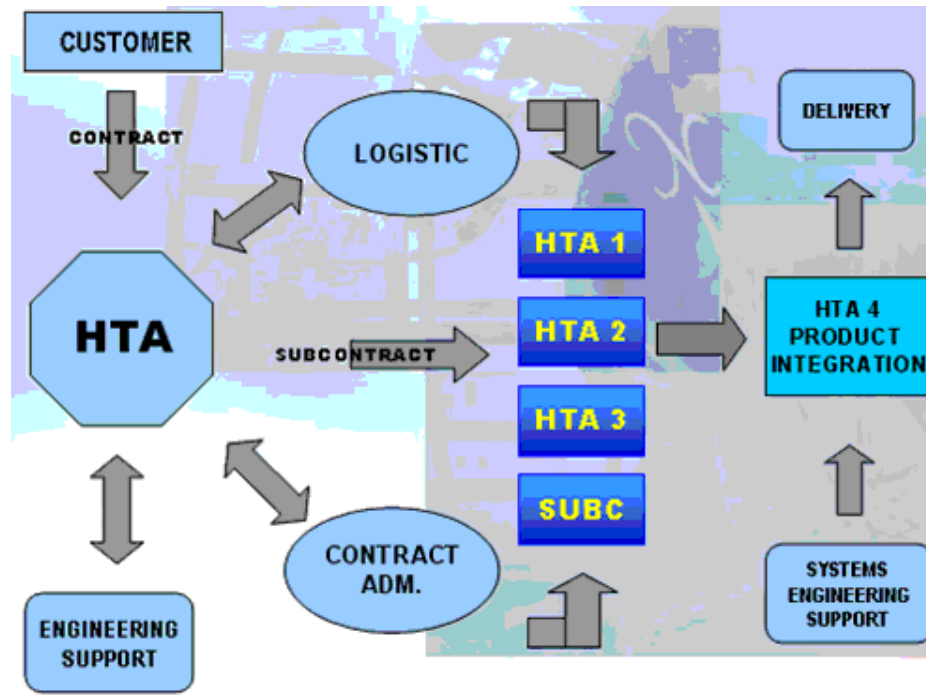 CUSTOMER
CONTRACT
LOGISTIC
DELIVERY
HTA
SUBCONTRACT
HTA 1
HTA 2
HTA 3
SUBC
HTA 4
PRODUCT
INTEGRATION
ENGINEERING
SUPPORT
CONTRACT
ADM.
SYSTEMS
ENGINEERING
SUPPORT